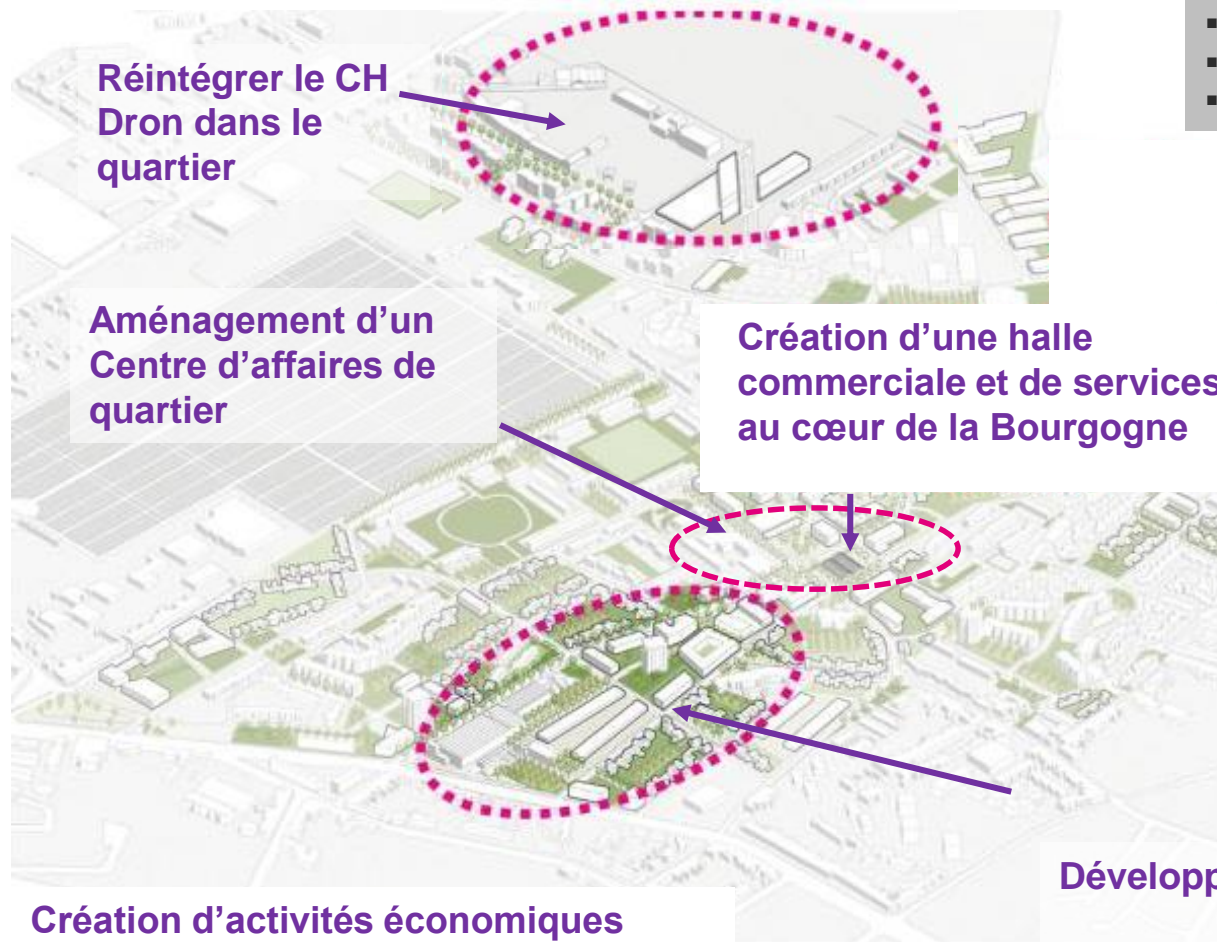 Réintégrer le CH
Dron dans le
quartier
Aménagement d’un
Centre d’affaires de
quartier
Création d’une halle
commerciale et de services
au cœur de la Bourgogne
Développ
Création d’activités économiques